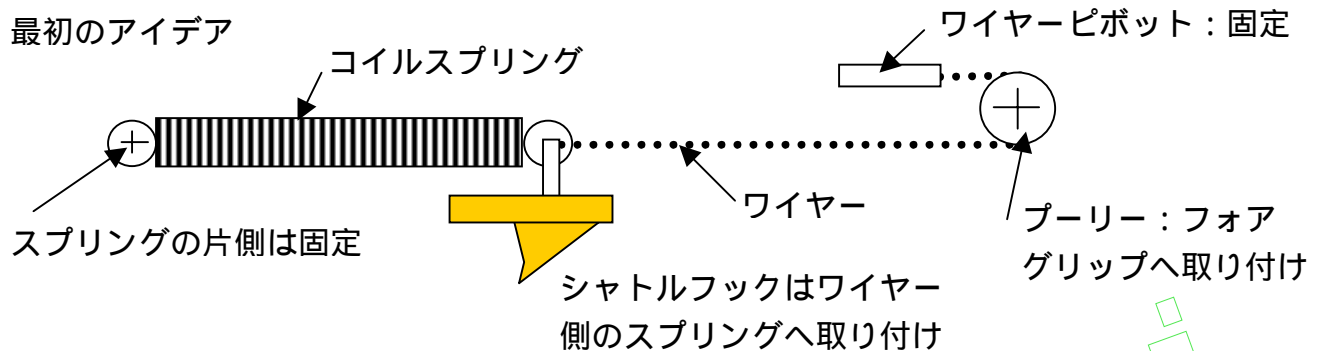 最初のアイデア
コイルスプリング
ワイヤーピボット：固定
スプリングの片側は固定
ワイヤー
プーリー：フォア
グリップへ取り付け
シャトルフックはワイヤー
側のスプリングへ取り付け